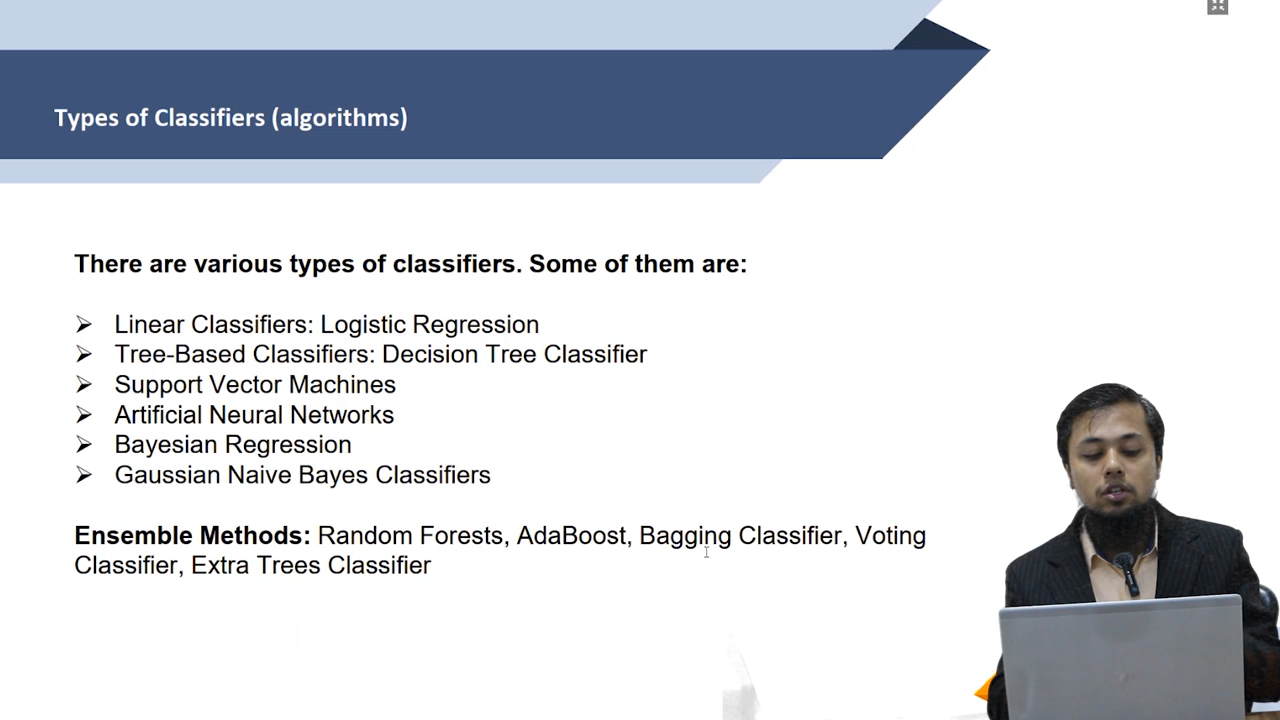 Types of Classifiers (algorithms)
There are various types of classifiers. Some of them are:
Linear Classifiers: Logistic Regression
Tree-Based Classifiers: Decision Tree Classifier
Support Vector Machines
Artificial Neural Networks
Bayesian Regression
Gaussian Naive Bayes Classifiers
Ensemble Methods: Random Forests, AdaBoost, Bagging Classifier, Voting
Classifier, Extra Trees Classifier